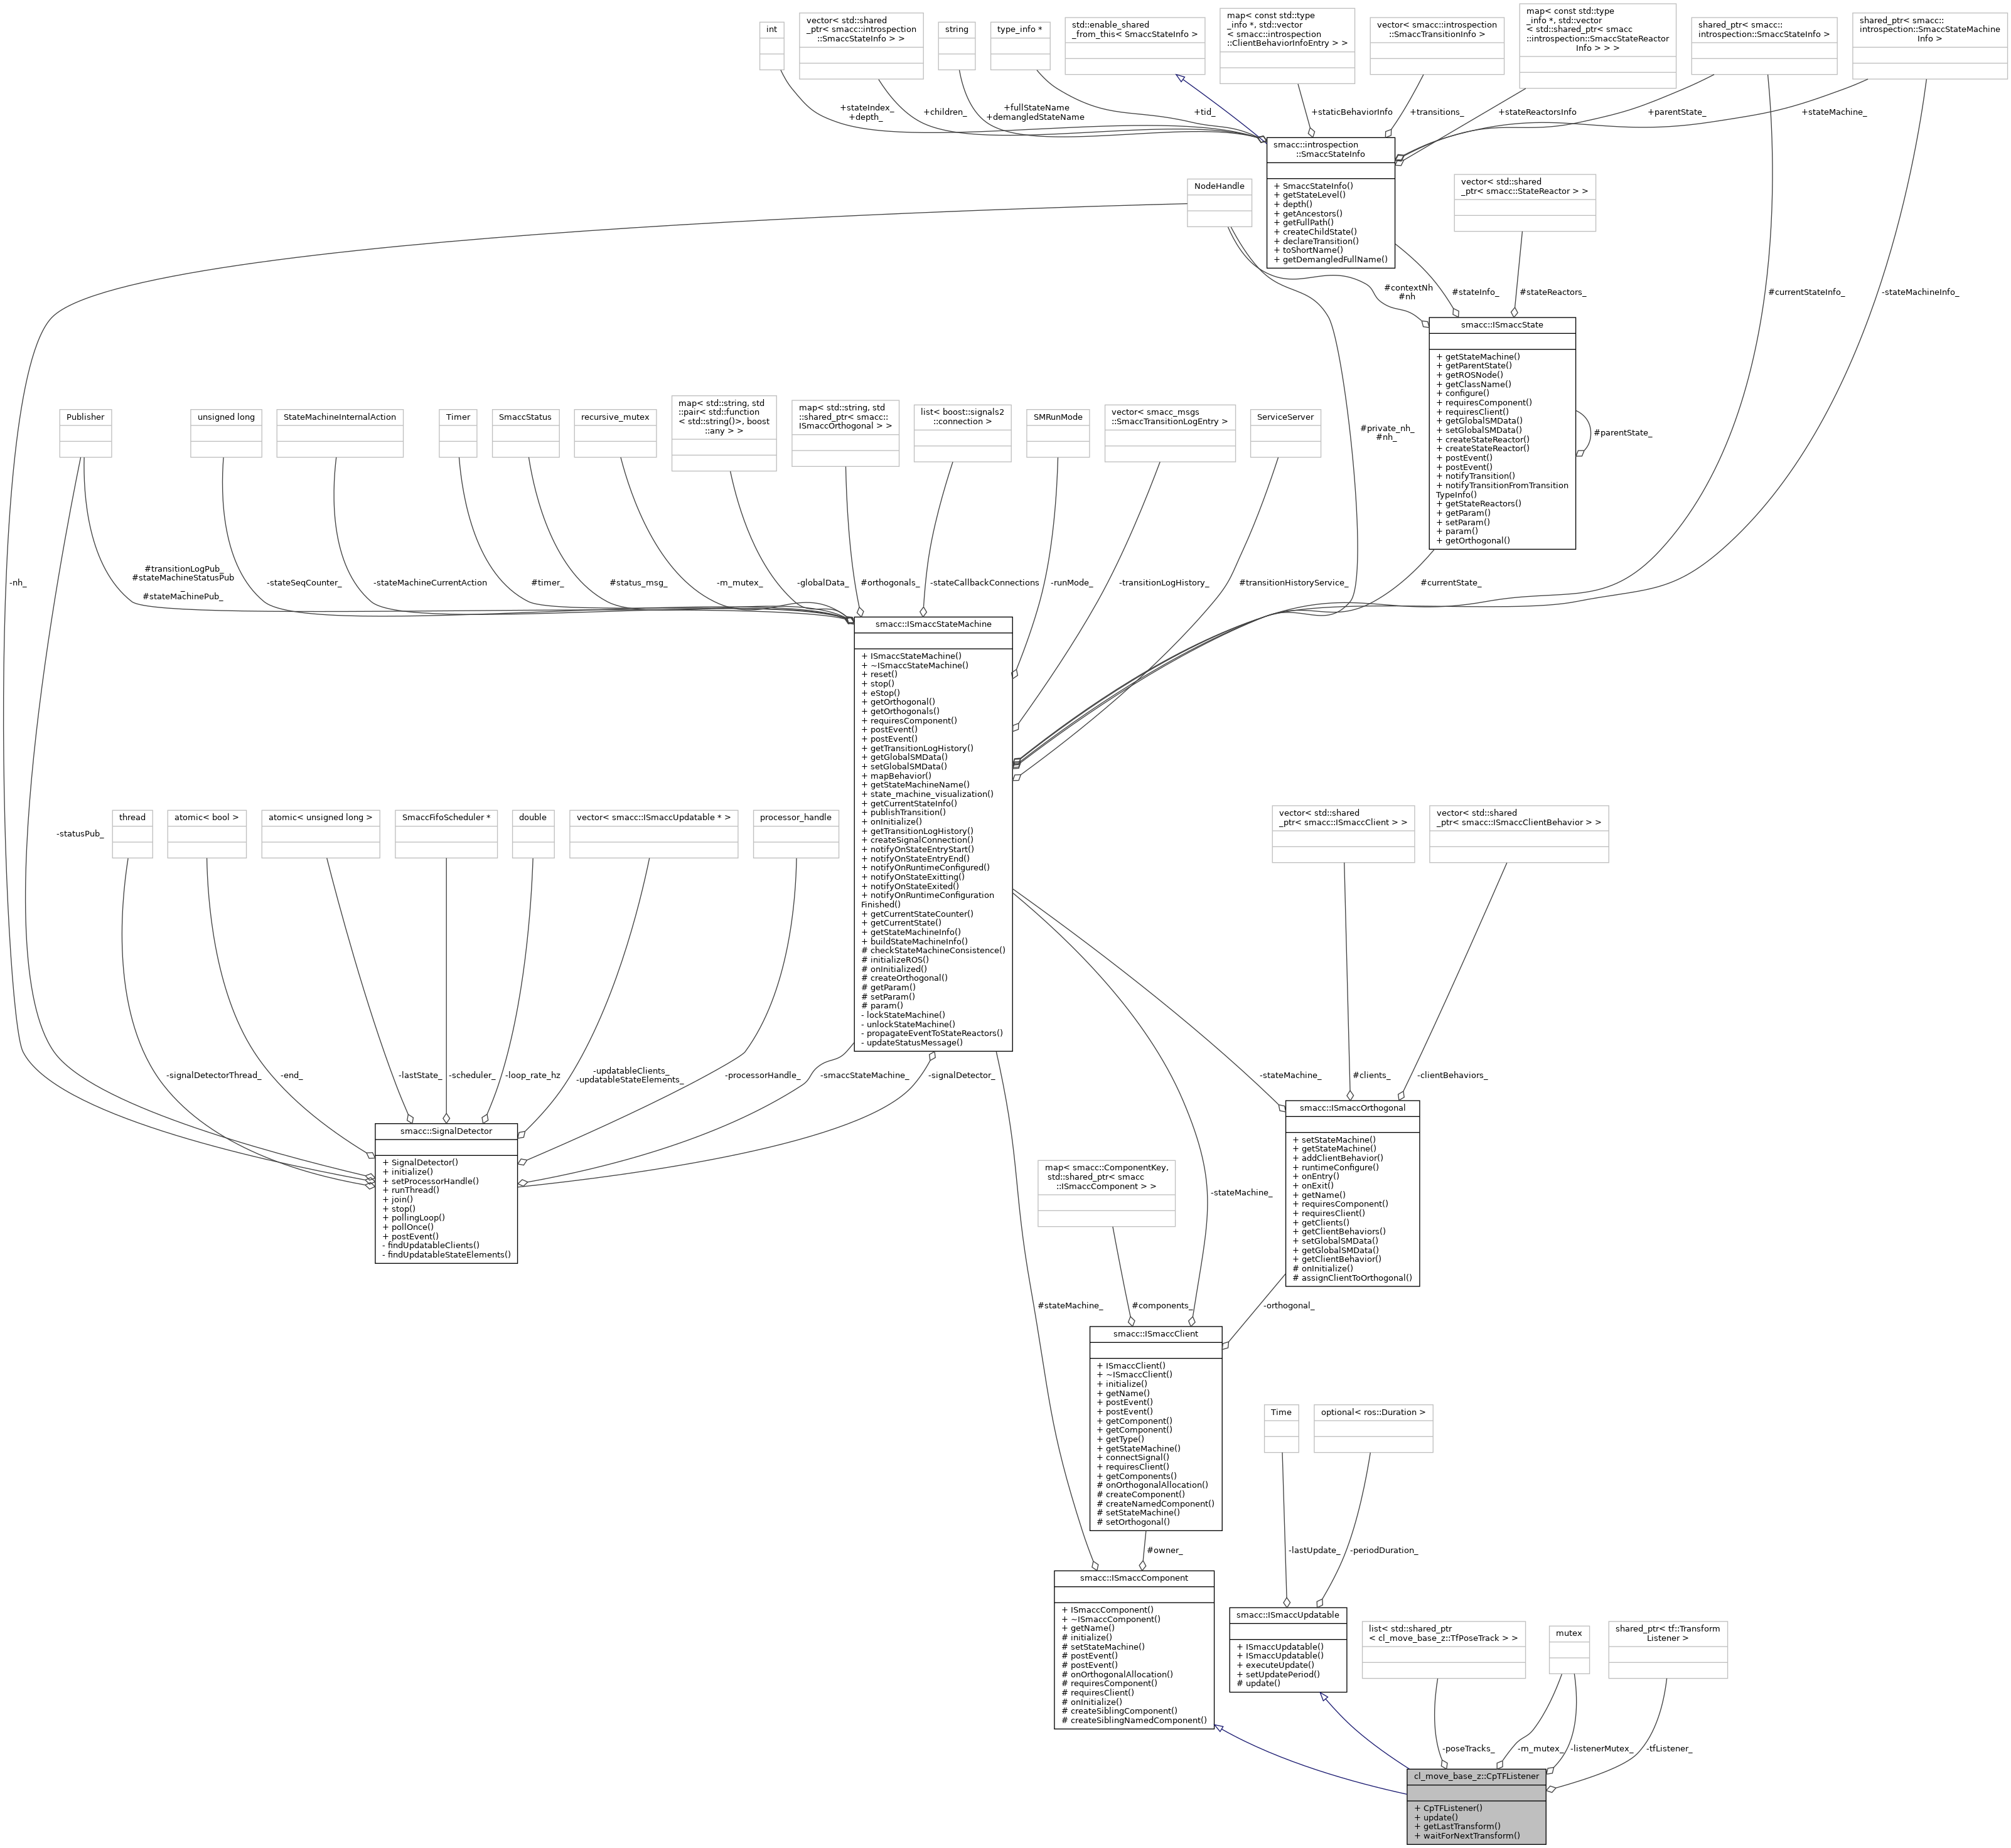 int
vector< std::shared
_ptr< smacc::introspection
::SmaccStateInfo > >
string
type_info *
std::enable_shared
_from_this< SmaccStateInfo >
map< const std::type
_info *, std::vector
< smacc::introspection
::ClientBehaviorInfoEntry > >
vector< smacc::introspection
::SmaccTransitionInfo >
map< const std::type
_info *, std::vector
< std::shared_ptr< smacc
::introspection::SmaccStateReactor
Info > > >
shared_ptr< smacc::
introspection::SmaccStateInfo >
shared_ptr< smacc::
introspection::SmaccStateMachine
Info >
+stateIndex_
+depth_
+children_
+fullStateName
+demangledStateName
+tid_
+staticBehaviorInfo
+transitions_
+stateReactorsInfo
+parentState_
+stateMachine_
smacc::introspection
::SmaccStateInfo
+ SmaccStateInfo()
+ getStateLevel()
+ depth()
+ getAncestors()
+ getFullPath()
+ createChildState()
+ declareTransition()
+ toShortName()
+ getDemangledFullName()
NodeHandle
vector< std::shared
_ptr< smacc::StateReactor > >
#contextNh
#nh
#stateInfo_
#stateReactors_
#currentStateInfo_
-stateMachineInfo_
smacc::ISmaccState
+ getStateMachine()
+ getParentState()
+ getROSNode()
+ getClassName()
+ configure()
+ requiresComponent()
+ requiresClient()
+ getGlobalSMData()
+ setGlobalSMData()
+ createStateReactor()
+ createStateReactor()
+ postEvent()
+ postEvent()
+ notifyTransition()
+ notifyTransitionFromTransition
TypeInfo()
+ getStateReactors()
+ getParam()
+ setParam()
+ param()
+ getOrthogonal()
#parentState_
Publisher
unsigned long
StateMachineInternalAction
Timer
SmaccStatus
recursive_mutex
map< std::string, std
::pair< std::function
< std::string()>, boost
::any > >
map< std::string, std
::shared_ptr< smacc::
ISmaccOrthogonal > >
list< boost::signals2
::connection >
SMRunMode
vector< smacc_msgs
::SmaccTransitionLogEntry >
ServiceServer
#private_nh_
#nh_
-nh_
#transitionLogPub_
#stateMachineStatusPub
_
#stateMachinePub_
-stateSeqCounter_
-stateMachineCurrentAction
#timer_
#status_msg_
-m_mutex_
-globalData_
#orthogonals_
-stateCallbackConnections
-runMode_
-transitionLogHistory_
#transitionHistoryService_
#currentState_
smacc::ISmaccStateMachine
+ ISmaccStateMachine()
+ ~ISmaccStateMachine()
+ reset()
+ stop()
+ eStop()
+ getOrthogonal()
+ getOrthogonals()
+ requiresComponent()
+ postEvent()
+ postEvent()
+ getTransitionLogHistory()
+ getGlobalSMData()
+ setGlobalSMData()
+ mapBehavior()
+ getStateMachineName()
+ state_machine_visualization()
+ getCurrentStateInfo()
+ publishTransition()
+ onInitialize()
+ getTransitionLogHistory()
+ createSignalConnection()
+ notifyOnStateEntryStart()
+ notifyOnStateEntryEnd()
+ notifyOnRuntimeConfigured()
+ notifyOnStateExitting()
+ notifyOnStateExited()
+ notifyOnRuntimeConfiguration
Finished()
+ getCurrentStateCounter()
+ getCurrentState()
+ getStateMachineInfo()
+ buildStateMachineInfo()
# checkStateMachineConsistence()
# initializeROS()
# onInitialized()
# createOrthogonal()
# getParam()
# setParam()
# param()
- lockStateMachine()
- unlockStateMachine()
- propagateEventToStateReactors()
- updateStatusMessage()
-statusPub_
thread
atomic< bool >
atomic< unsigned long >
SmaccFifoScheduler *
double
vector< smacc::ISmaccUpdatable * >
processor_handle
vector< std::shared
_ptr< smacc::ISmaccClient > >
vector< std::shared
_ptr< smacc::ISmaccClientBehavior > >
-signalDetectorThread_
-end_
-lastState_
-scheduler_
-loop_rate_hz
-updatableClients_
-updatableStateElements_
-processorHandle_
-smaccStateMachine_
-signalDetector_
-stateMachine_
#clients_
-clientBehaviors_
smacc::SignalDetector
+ SignalDetector()
+ initialize()
+ setProcessorHandle()
+ runThread()
+ join()
+ stop()
+ pollingLoop()
+ pollOnce()
+ postEvent()
- findUpdatableClients()
- findUpdatableStateElements()
smacc::ISmaccOrthogonal
+ setStateMachine()
+ getStateMachine()
+ addClientBehavior()
+ runtimeConfigure()
+ onEntry()
+ onExit()
+ getName()
+ requiresComponent()
+ requiresClient()
+ getClients()
+ getClientBehaviors()
+ setGlobalSMData()
+ getGlobalSMData()
+ getClientBehavior()
# onInitialize()
# assignClientToOrthogonal()
map< smacc::ComponentKey,
std::shared_ptr< smacc
::ISmaccComponent > >
-stateMachine_
#stateMachine_
#components_
-orthogonal_
smacc::ISmaccClient
+ ISmaccClient()
+ ~ISmaccClient()
+ initialize()
+ getName()
+ postEvent()
+ postEvent()
+ getComponent()
+ getComponent()
+ getType()
+ getStateMachine()
+ connectSignal()
+ requiresClient()
+ getComponents()
# onOrthogonalAllocation()
# createComponent()
# createNamedComponent()
# setStateMachine()
# setOrthogonal()
Time
optional< ros::Duration >
#owner_
-lastUpdate_
-periodDuration_
smacc::ISmaccComponent
+ ISmaccComponent()
+ ~ISmaccComponent()
+ getName()
# initialize()
# setStateMachine()
# postEvent()
# postEvent()
# onOrthogonalAllocation()
# requiresComponent()
# requiresClient()
# onInitialize()
# createSiblingComponent()
# createSiblingNamedComponent()
smacc::ISmaccUpdatable
+ ISmaccUpdatable()
+ ISmaccUpdatable()
+ executeUpdate()
+ setUpdatePeriod()
# update()
list< std::shared_ptr
< cl_move_base_z::TfPoseTrack > >
mutex
shared_ptr< tf::Transform
Listener >
-poseTracks_
-m_mutex_
-listenerMutex_
-tfListener_
cl_move_base_z::CpTFListener
+ CpTFListener()
+ update()
+ getLastTransform()
+ waitForNextTransform()